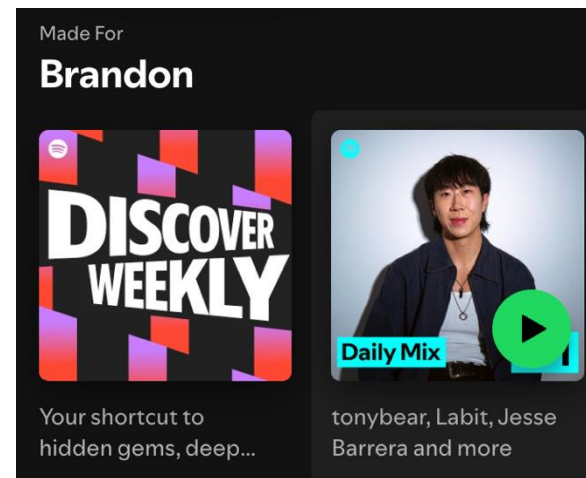 Made For
Brandon
DISCOVER
WEEKLY
Your shortcut to
hidden gems, deep...
Daily Mix
tonybear, Labit, Jesse
Barrera and more